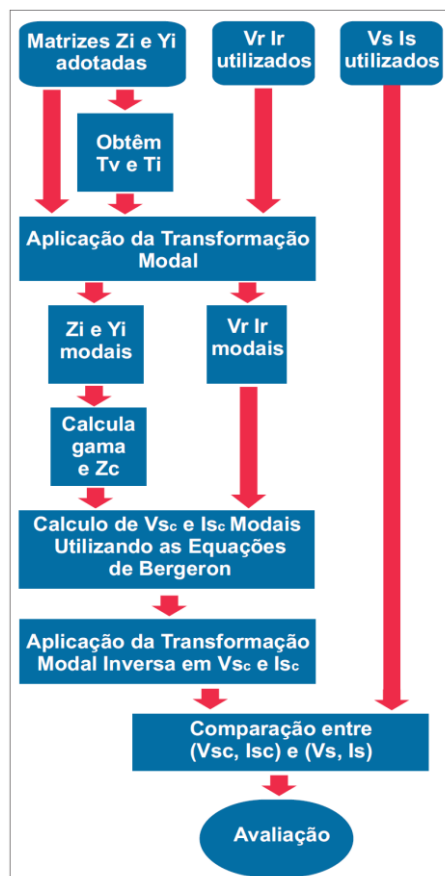 Matrizes Zi e Yi
adotadas
Vr Ir
utilizados
Vs Is
utilizados
Obtêm
Tv e Ti
Aplicação da Transformação
Modal
Zi e Yi
modais
Vr Ir
modais
Calcula
gama
e Zc
Calculo de Vsc e Isc Modais
Utilizando as Equações
de Bergeron
Aplicação da Transformação
Modal Inversa em Vsc e Isc
Comparação entre
(Vsc, Isc) e (Vs, Is)
Avaliação